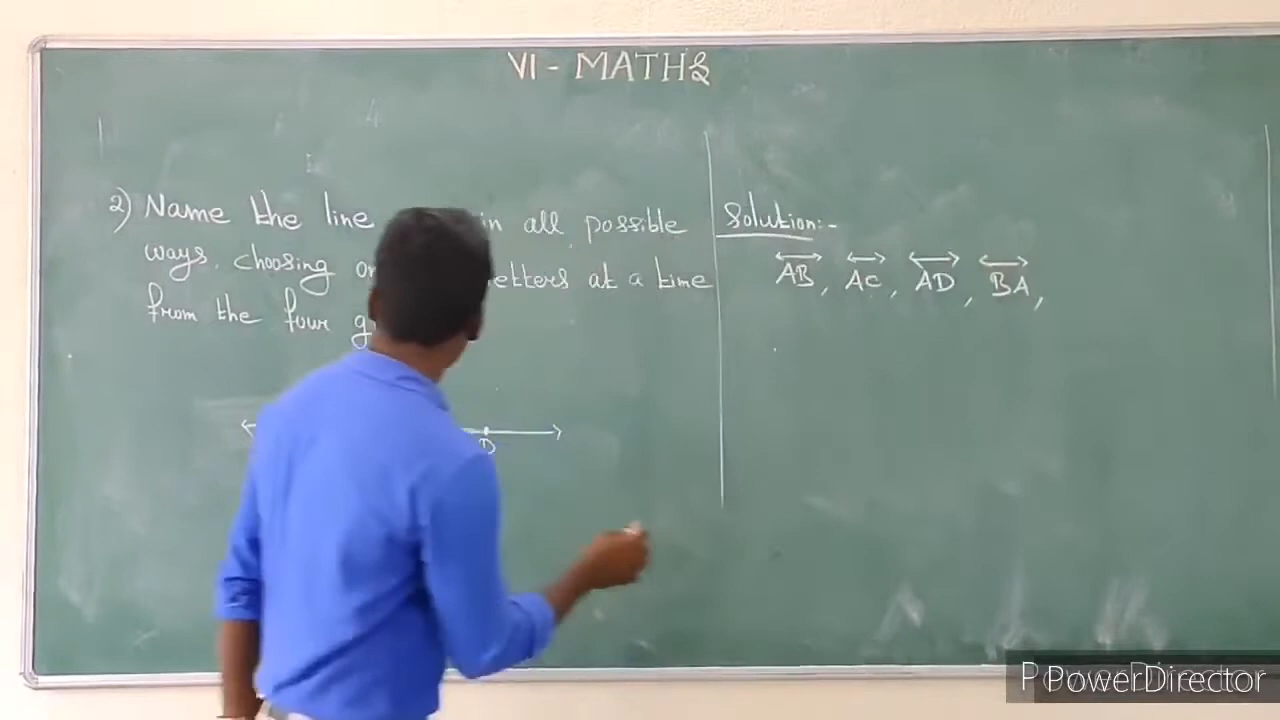 VI - MATHS
2) Name the line in all possible
ways. choosing etters at a time
from the four
D
Solution:-
AB, AC, AD, BA,
PowerDirector